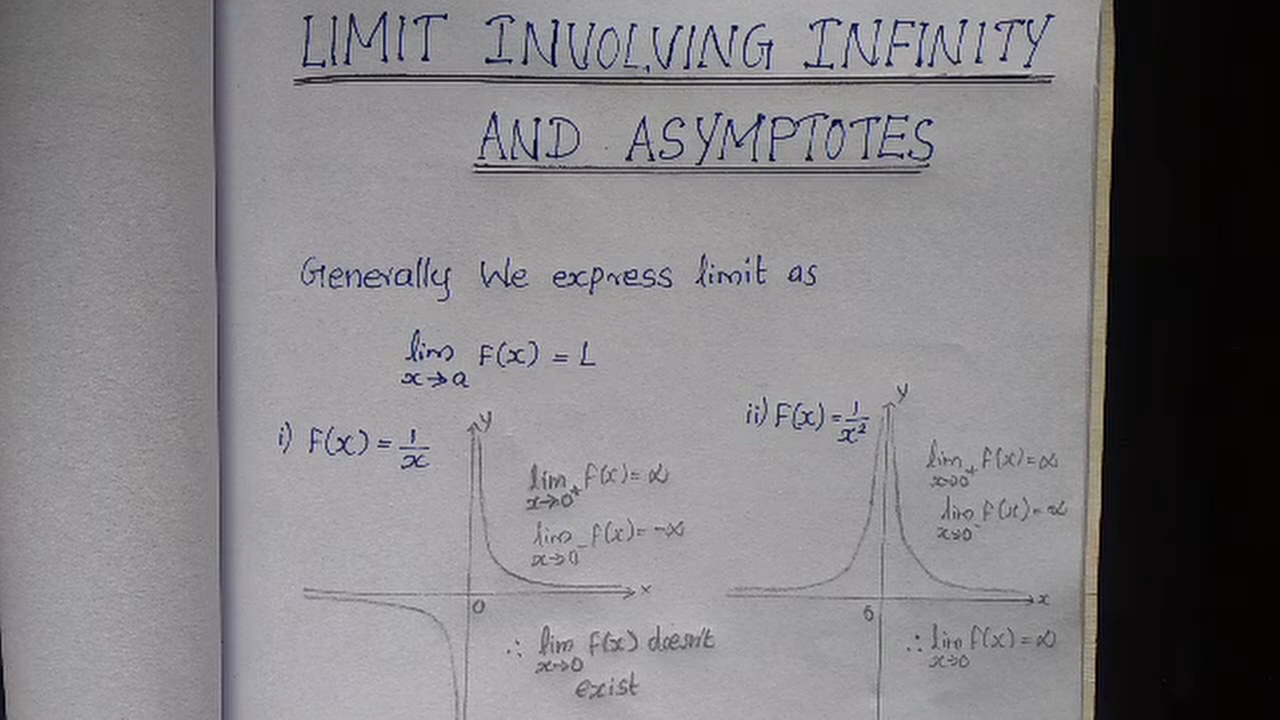 LIMIT INVOLVING INFINITY
AND ASYMPTOTES
Generally We express limit as
lim F(x) = L
x→a
i) F(x) = 1/x
y
lim F(x) = ∞
x→0⁺
lim F(x) = -∞
x→0⁻
x
0
∴ lim F(x) doesn't
x→0
exist
ii) F(x) = 1/x²
y
lim F(x) = ∞
x→0⁺
lim F(x) = ∞
x→0⁻
x
0
∴ lim F(x) = ∞
x→0